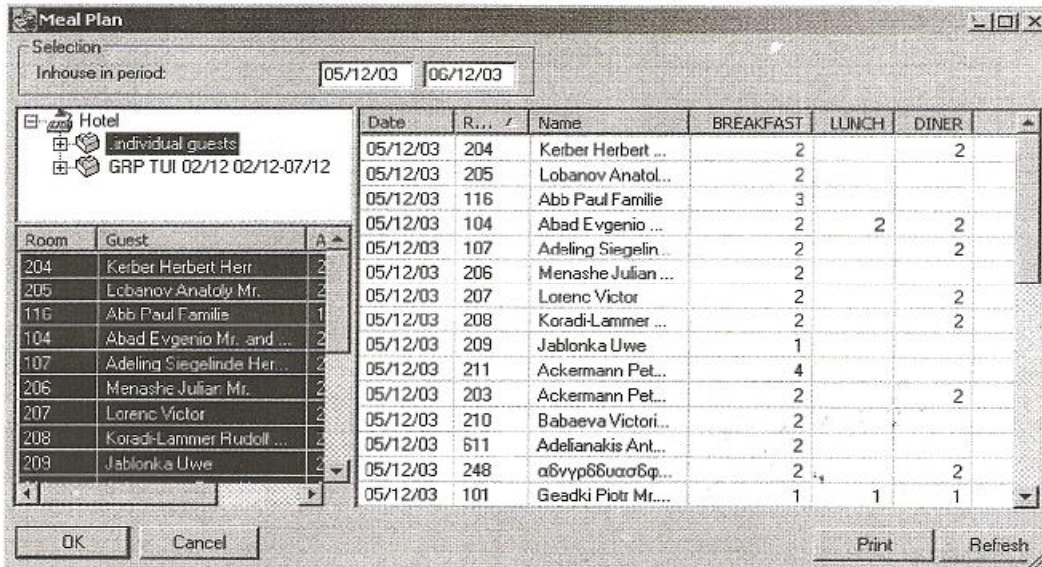 Meal Plan
Selection
Inhouse in period: 05/12/03 06/12/03
Hotel
.individual guests
GRP TUI 02/12 02/12-07/12
Room Guest A
204 Kerber Herbert Herr 2
205 Lobanov Anatoly Mr. 2
116 Abb Paul Familie 1
104 Abad Evgenio Mr. and ... 2
107 Adeling Siegelinde Her... 2
206 Menashe Julian Mr. 2
207 Lorenc Victor 2
208 Koradi-Lammer Rudolf ... 2
209 Jablonka Uwe 2
Date R... Name BREAKFAST LUNCH DINER
05/12/03 204 Kerber Herbert ... 2 2
05/12/03 205 Lobanov Anatol... 2
05/12/03 116 Abb Paul Familie 3
05/12/03 104 Abad Evgenio ... 2 2 2
05/12/03 107 Adeling Siegelin... 2 2
05/12/03 206 Menashe Julian ... 2
05/12/03 207 Lorenc Victor 2 2
05/12/03 208 Koradi-Lammer ... 2 2
05/12/03 209 Jablonka Uwe 1
05/12/03 211 Ackermann Pet... 4
05/12/03 203 Ackermann Pet... 2 2
05/12/03 210 Babaeva Victori... 2
05/12/03 611 Adelianakis Ant... 2
05/12/03 248 2 2
05/12/03 101 Geadki Piotr Mr.... 1 1 1
OK Cancel Print Refresh